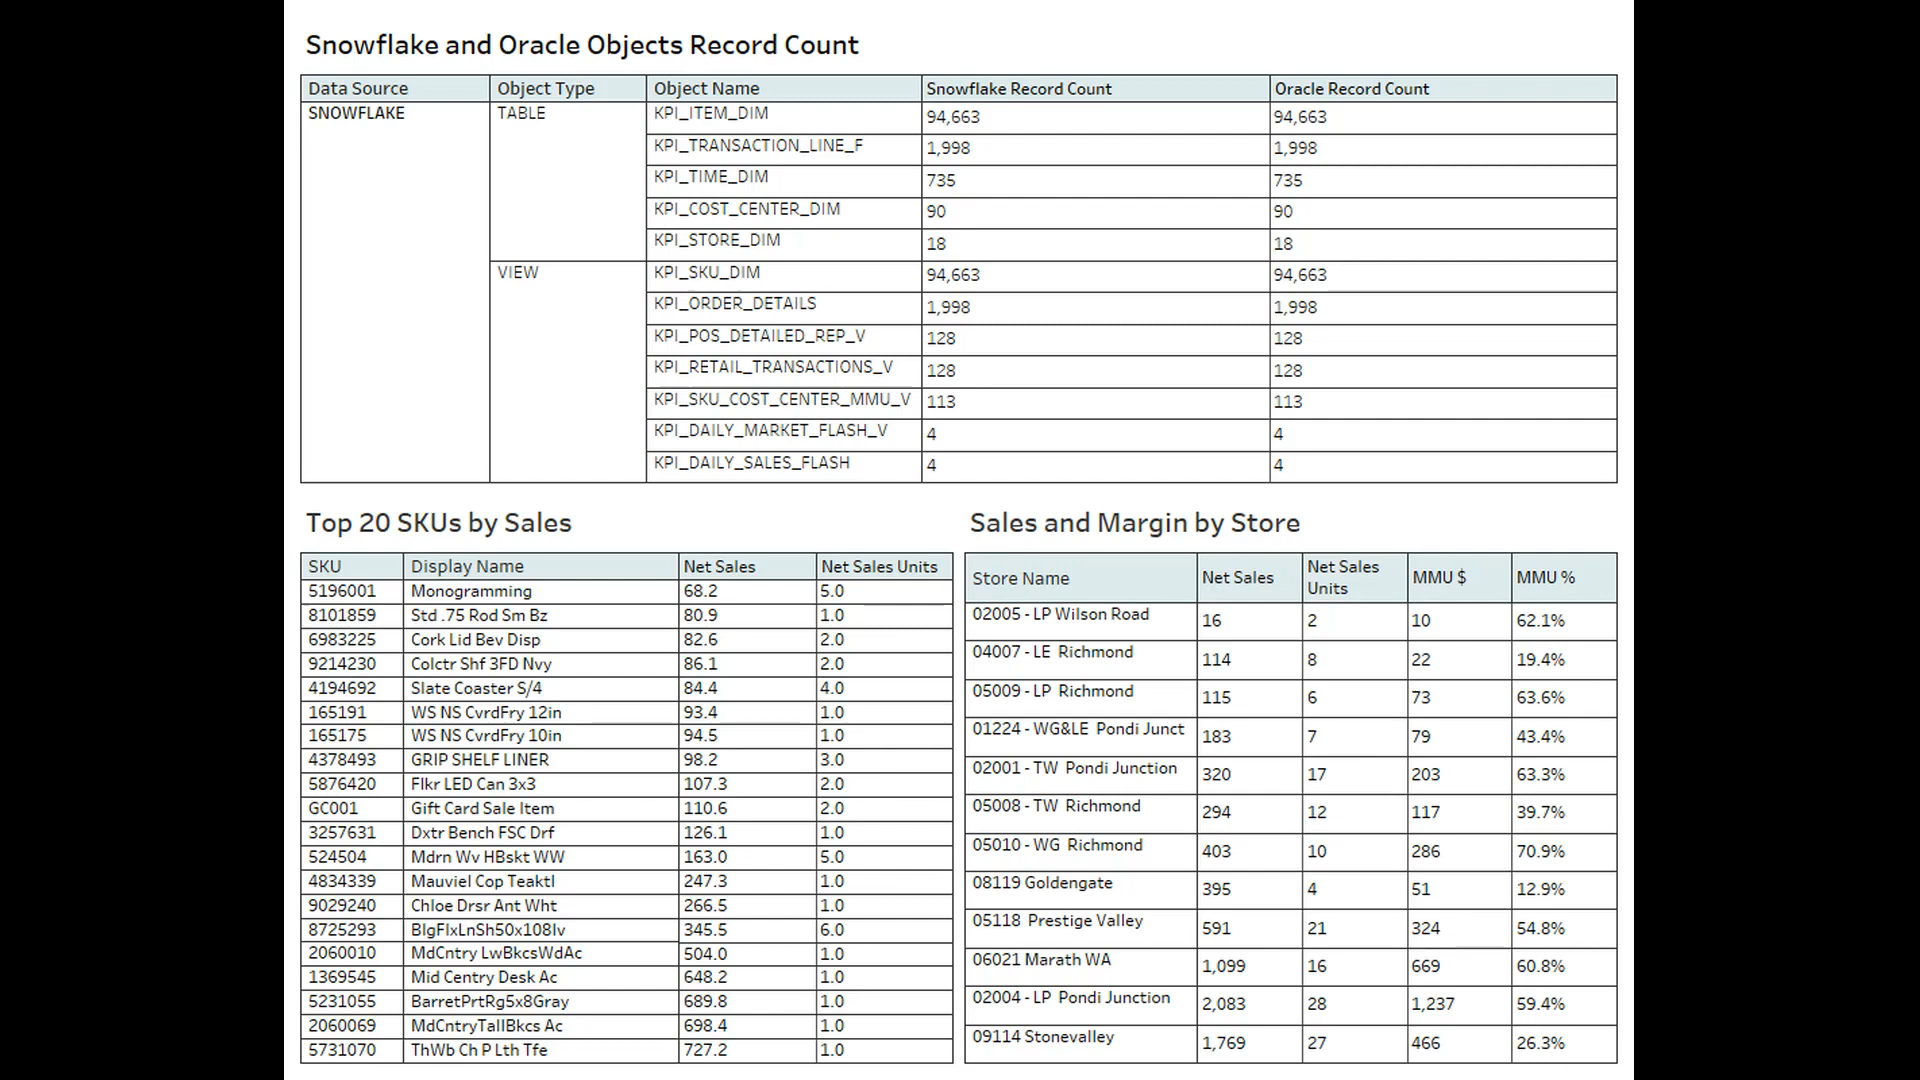 Snowflake and Oracle Objects Record Count
Data Source Object Type Object Name Snowflake Record Count Oracle Record Count
SNOWFLAKE TABLE KPI_ITEM_DIM 94,663 94,663
KPI_TRANSACTION_LINE_F 1,998 1,998
KPI_TIME_DIM 735 735
KPI_COST_CENTER_DIM 90 90
KPI_STORE_DIM 18 18
VIEW KPI_SKU_DIM 94,663 94,663
KPI_ORDER_DETAILS 1,998 1,998
KPI_POS_DETAILED_REP_V 128 128
KPI_RETAIL_TRANSACTIONS_V 128 128
KPI_SKU_COST_CENTER_MMU_V 113 113
KPI_DAILY_MARKET_FLASH_V 4 4
KPI_DAILY_SALES_FLASH 4 4
Top 20 SKUs by Sales
SKU Display Name Net Sales Net Sales Units
5196001 Monogramming 68.2 5.0
8101859 Std .75 Rod Sm Bz 80.9 1.0
6983225 Cork Lid Bev Disp 82.6 2.0
9214230 Colctr Shf 3FD Nvy 86.1 2.0
4194692 Slate Coaster S/4 84.4 4.0
165191 WS NS CvrdFry 12in 93.4 1.0
165175 WS NS CvrdFry 10in 94.5 1.0
4378493 GRIP SHELF LINER 98.2 3.0
5876420 Flkr LED Can 3x3 107.3 2.0
GC001 Gift Card Sale Item 110.6 2.0
3257631 Dxtr Bench FSC Drf 126.1 1.0
524504 Mdrn Wv HBskt WW 163.0 5.0
4834339 Mauviel Cop Teaktl 247.3 1.0
9029240 Chloe Drsr Ant Wht 266.5 1.0
8725293 BlgFlxLnSh50x108Iv 345.5 6.0
2060010 MdCntry LwBkcsWdAc 504.0 1.0
1369545 Mid Centry Desk Ac 648.2 1.0
5231055 BarretPrtRg5x8Gray 689.8 1.0
2060069 MdCntryTallBkcs Ac 698.4 1.0
5731070 ThWb Ch P Lth Tfe 727.2 1.0
Sales and Margin by Store
Store Name Net Sales Net Sales Units MMU $ MMU %
02005 - LP Wilson Road 16 2 10 62.1%
04007 - LE Richmond 114 8 22 19.4%
05009 - LP Richmond 115 6 73 63.6%
01224 - WG&LE Pondi Junct 183 7 79 43.4%
02001 - TW Pondi Junction 320 17 203 63.3%
05008 - TW Richmond 294 12 117 39.7%
05010 - WG Richmond 403 10 286 70.9%
08119 Goldengate 395 4 51 12.9%
05118 Prestige Valley 591 21 324 54.8%
06021 Marath WA 1,099 16 669 60.8%
02004 - LP Pondi Junction 2,083 28 1,237 59.4%
09114 Stonevalley 1,769 27 466 26.3%